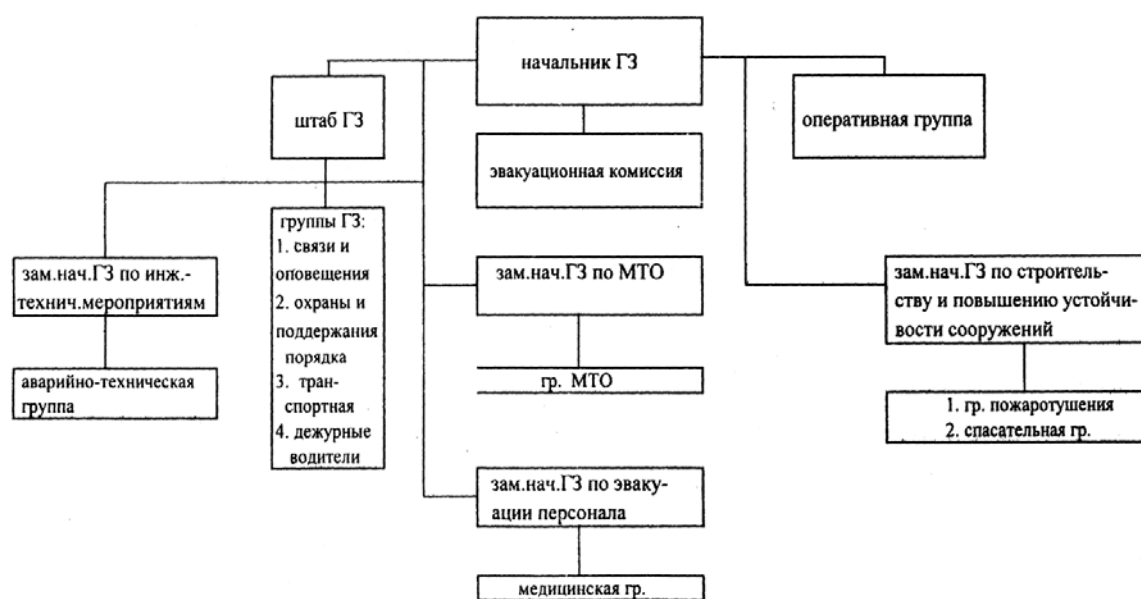 начальник ГЗ
штаб ГЗ
оперативная группа
эвакуационная комиссия
группы ГЗ:
1. связи и
оповещения
2. охраны и
поддержания
порядка
3. тран-
спортная
4. дежурные
водители
зам.нач.ГЗ по инж.-
технич.мероприятиям
аварийно-техническая
группа
зам.нач.ГЗ по МТО
гр. МТО
зам.нач.ГЗ по строитель-
ству и повышению устойчи-
вости сооружений
1. гр. пожаротушения
2. спасательная гр.
зам.нач.ГЗ по эваку-
ации персонала
медицинская гр.